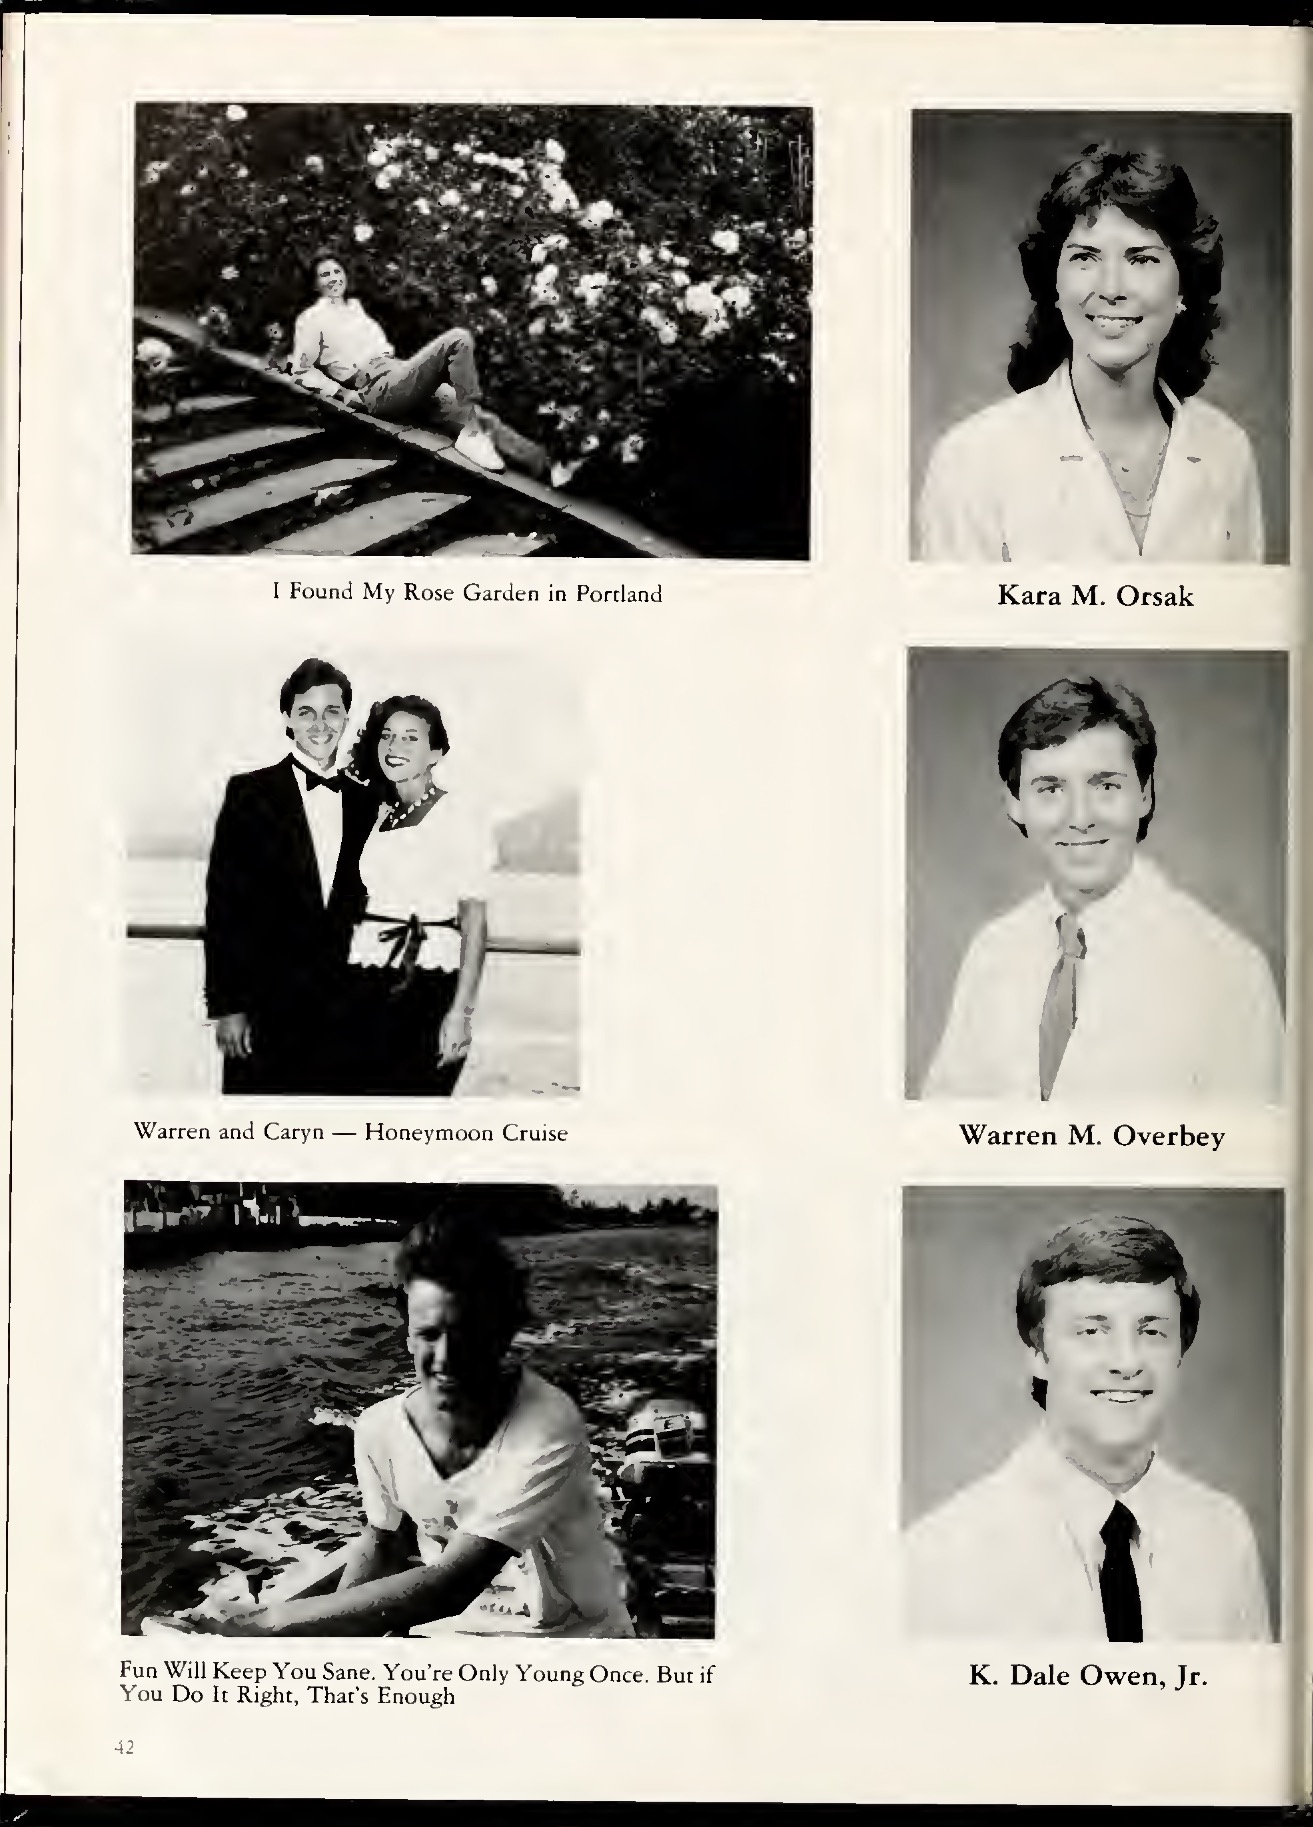 I Found My Rose Garden in Portland
Kara M. Orsak
Warren and Caryn — Honeymoon Cruise
Warren M. Overbey
Fun Will Keep You Sane. You're Only Young Once. But if
You Do It Right, That's Enough
K. Dale Owen, Jr.
42